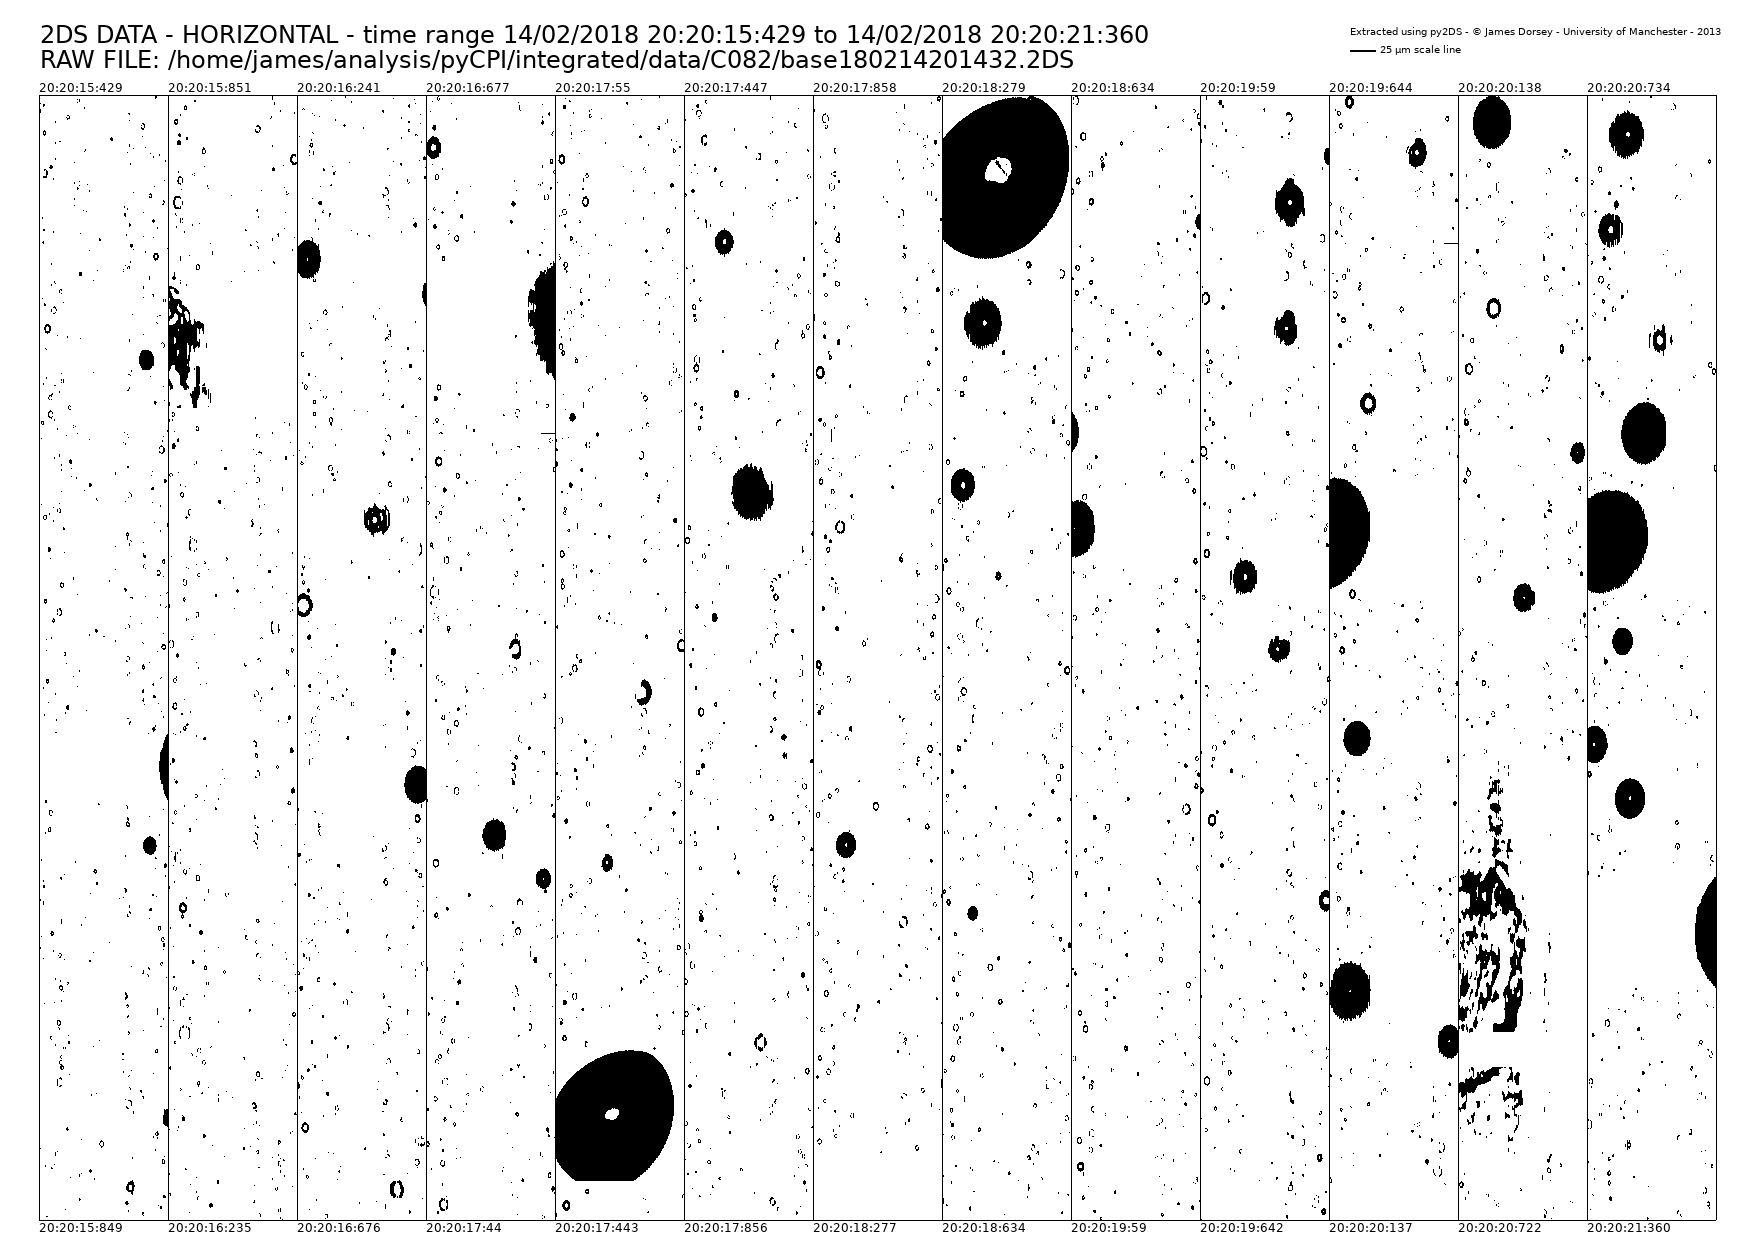 2DS DATA - HORIZONTAL - time range 14/02/2018 20:20:15:429 to 14/02/2018 20:20:21:360
RAW FILE: /home/james/analysis/pyCPI/integrated/data/C082/base180214201432.2DS
Extracted using py2DS - © James Dorsey - University of Manchester - 2013
25 µm scale line
20:20:15:429 20:20:15:851 20:20:16:241 20:20:16:677 20:20:17:55 20:20:17:447 20:20:17:858 20:20:18:279 20:20:18:634 20:20:19:59 20:20:19:644 20:20:20:138 20:20:20:734
20:20:15:849 20:20:16:235 20:20:16:676 20:20:17:44 20:20:17:443 20:20:17:856 20:20:18:277 20:20:18:634 20:20:19:59 20:20:19:642 20:20:20:137 20:20:20:722 20:20:21:360